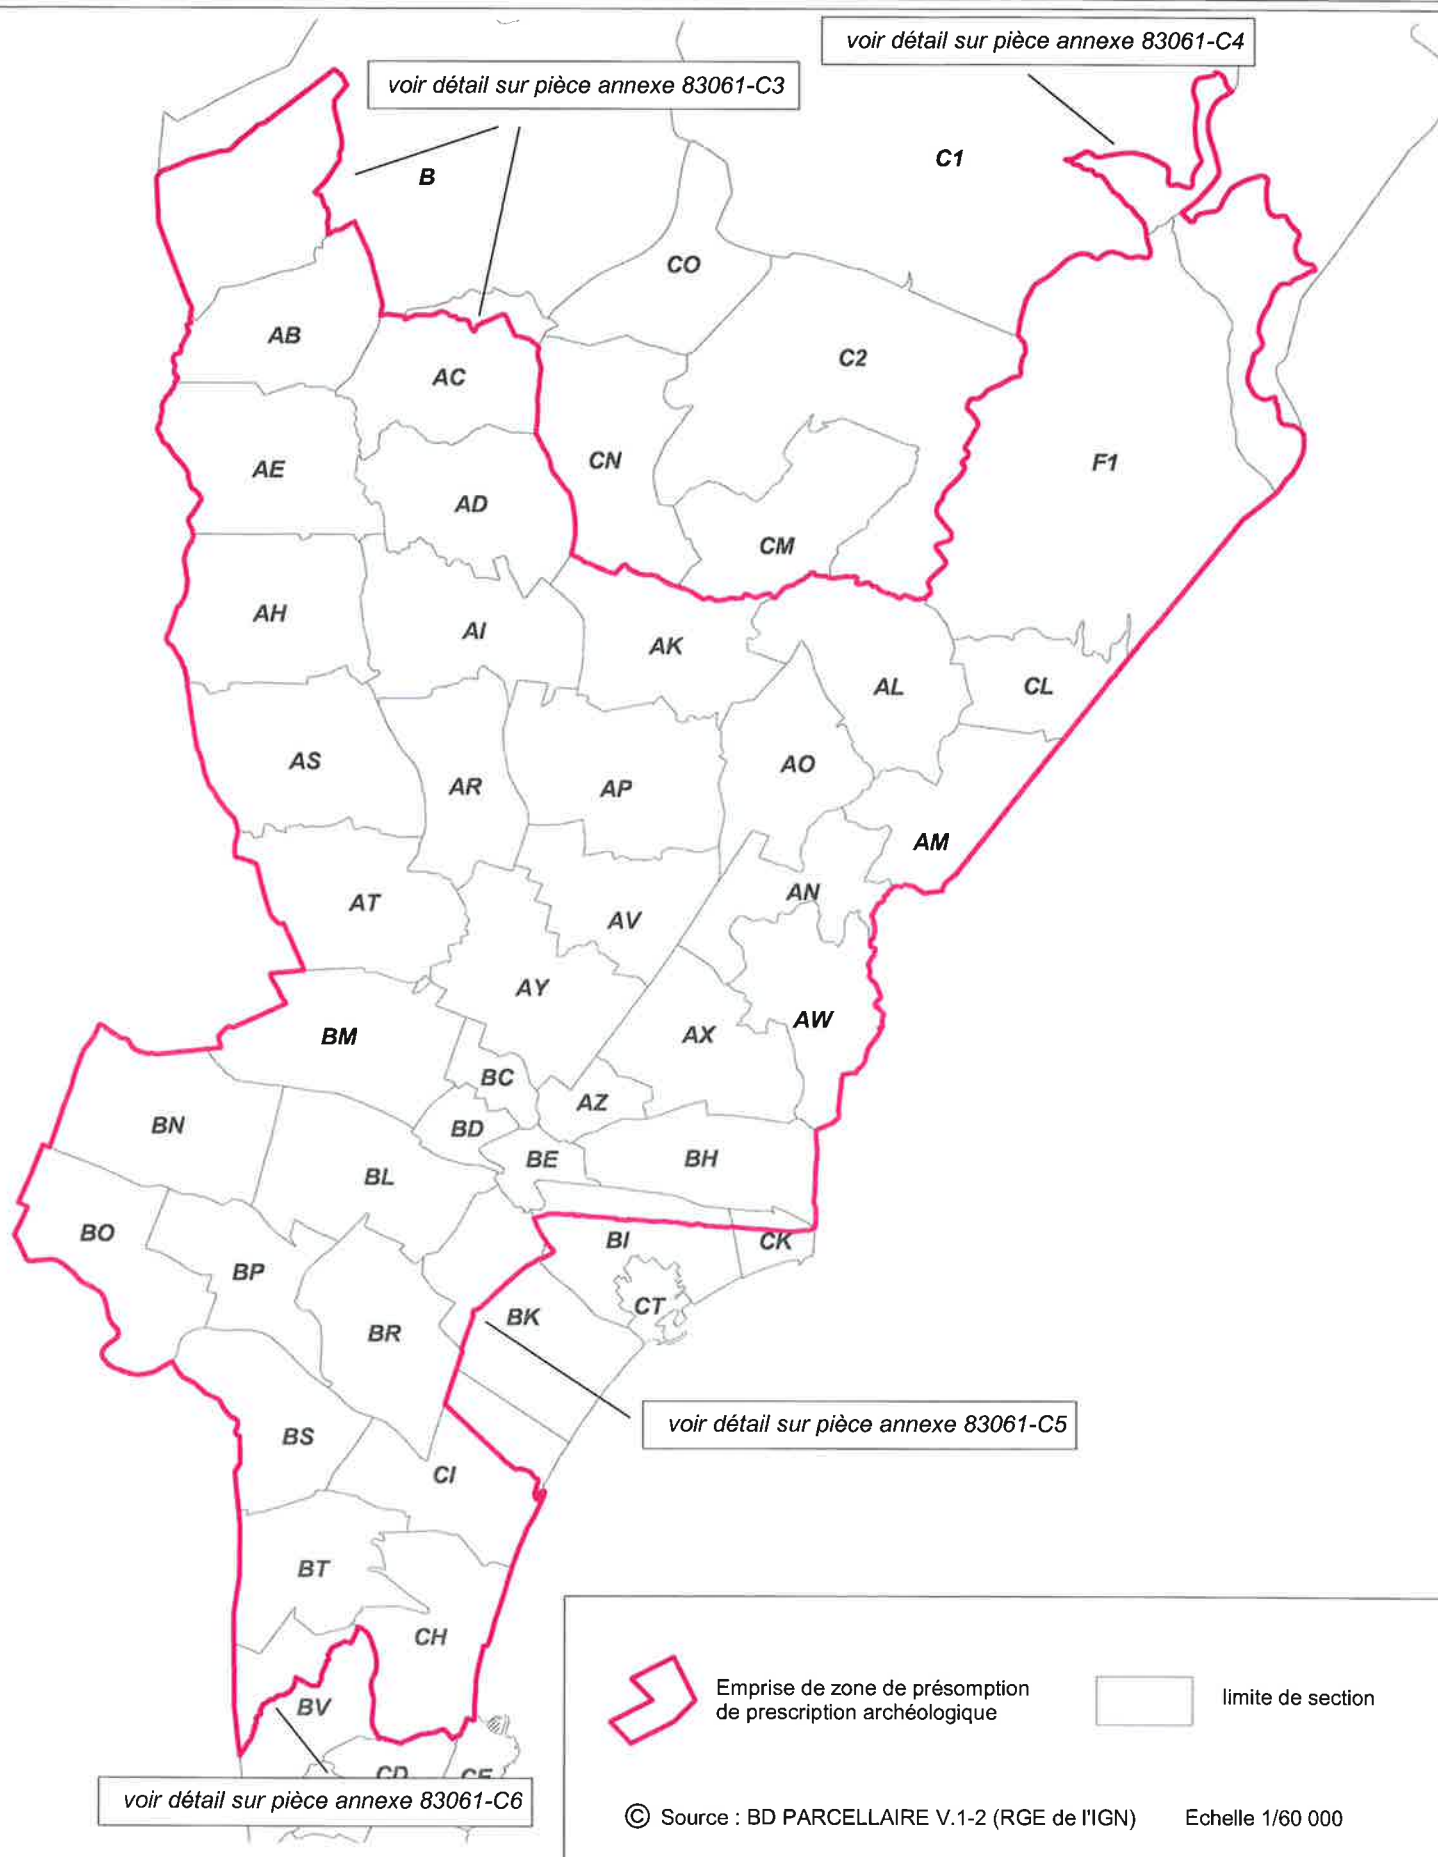 voir détail sur pièce annexe 83061-C4
voir détail sur pièce annexe 83061-C3
C1
B
CO
AB
C2
AC
CN
F1
AE
AD
CM
AH
AI
AK
AL
CL
AS
AO
AR
AP
AM
AN
AT
AV
AY
AW
BM
AX
BC
AZ
BN
BD
BE
BH
BL
BO
BI
CK
BP
CT
BK
BR
voir détail sur pièce annexe 83061-C5
BS
CI
BT
CH
BV
Emprise de zone de présomption
de prescription archéologique
limite de section
CD
voir détail sur pièce annexe 83061-C6
© Source : BD PARCELLAIRE V.1-2 (RGE de l'IGN) Echelle 1/60 000